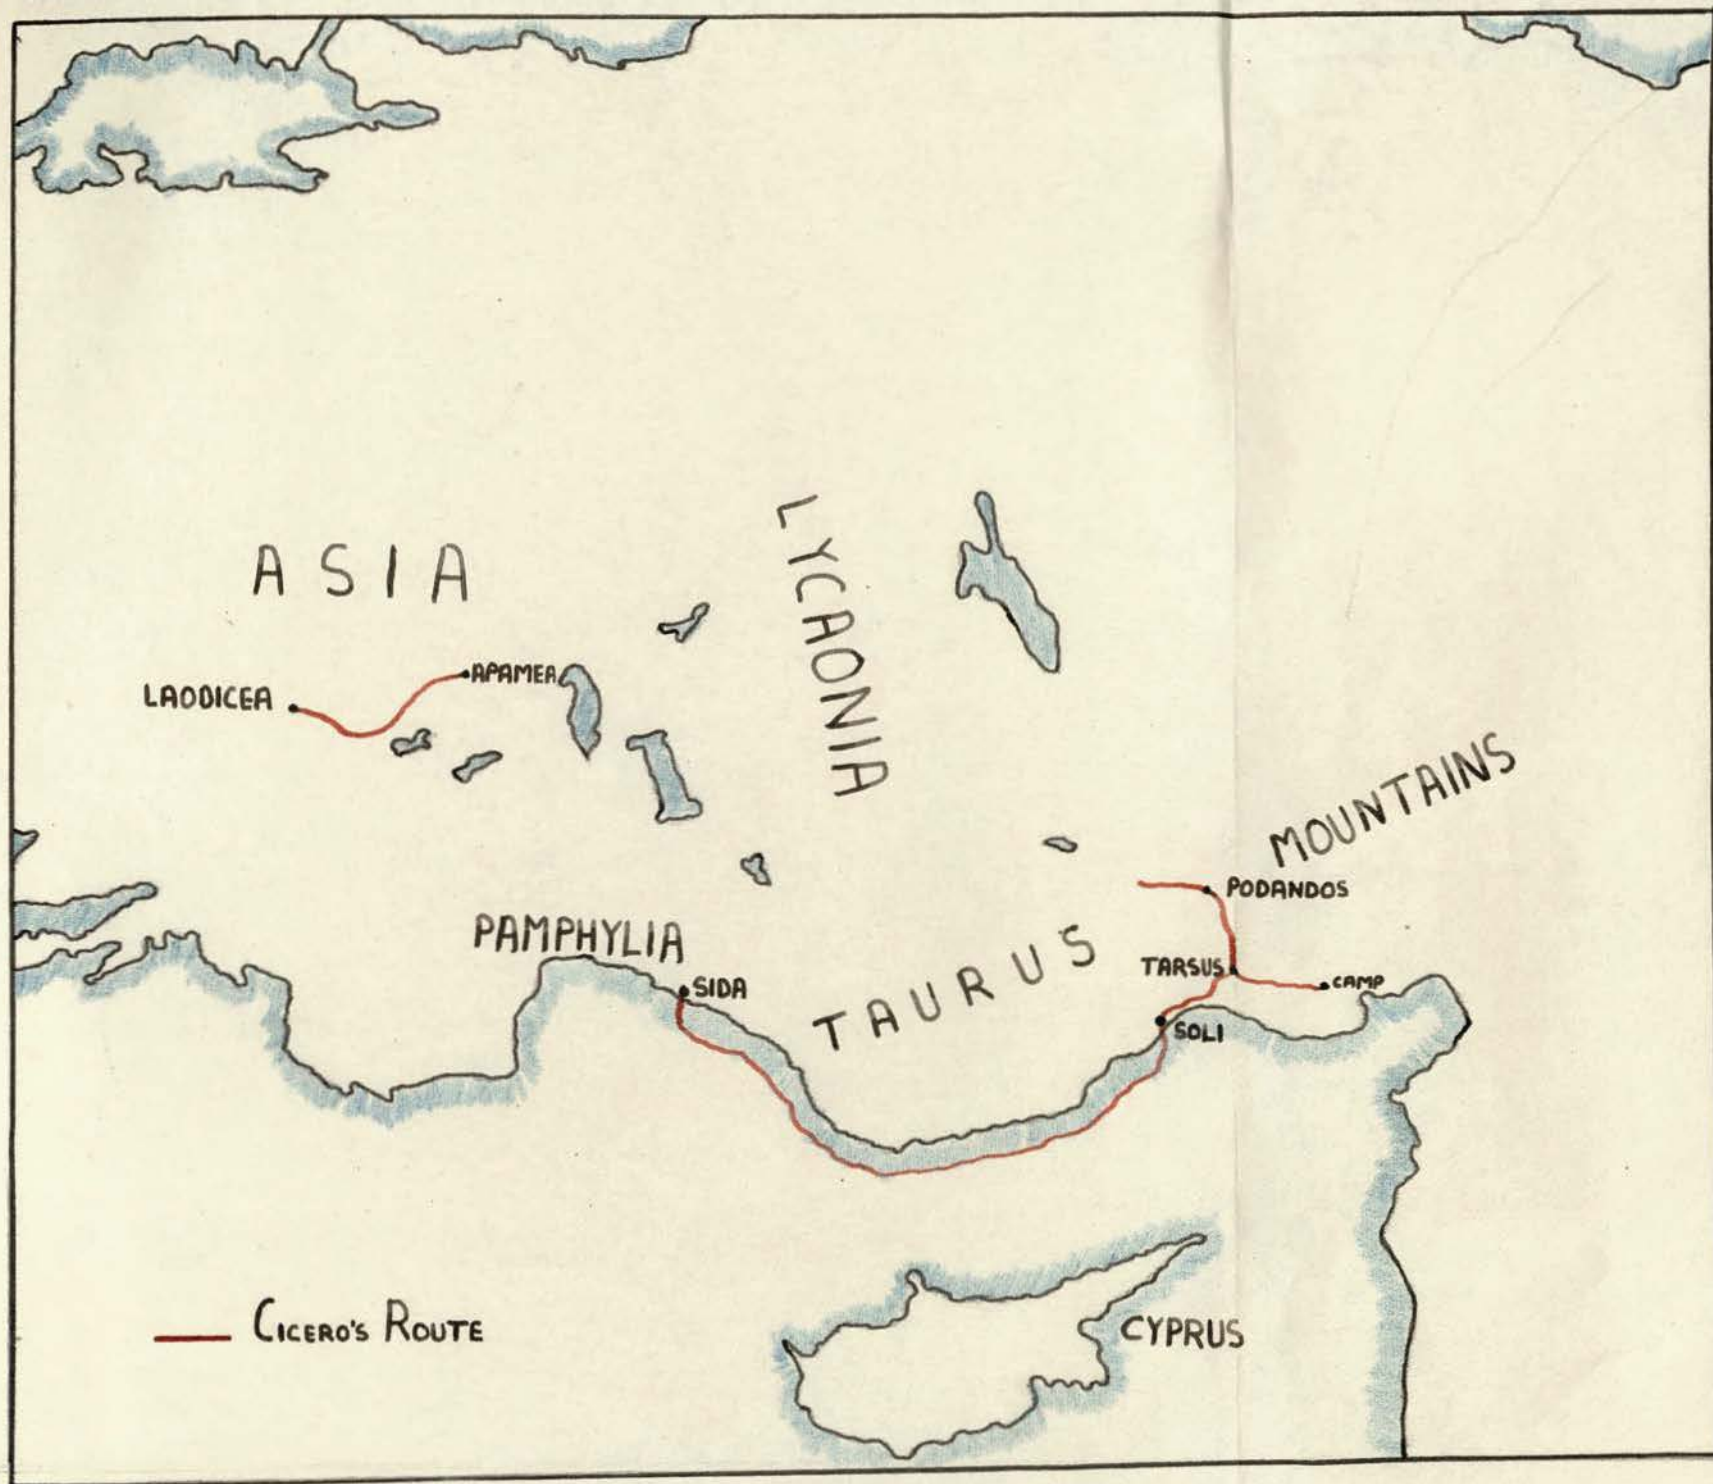 ASIA
LYCAONIA
LAODICEA
APAMEA
MOUNTAINS
PODANDOS
PAMPHYLIA
TAURUS
TARSUS
CAMP
SIDA
SOLI
CICERO'S ROUTE
CYPRUS